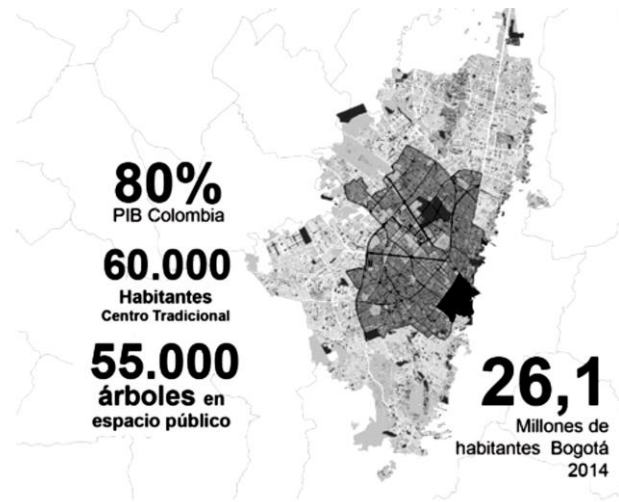 80%
PIB Colombia
60.000
Habitantes
Centro Tradicional
55.000
árboles en
espacio público
26,1
Millones de
habitantes Bogotá
2014